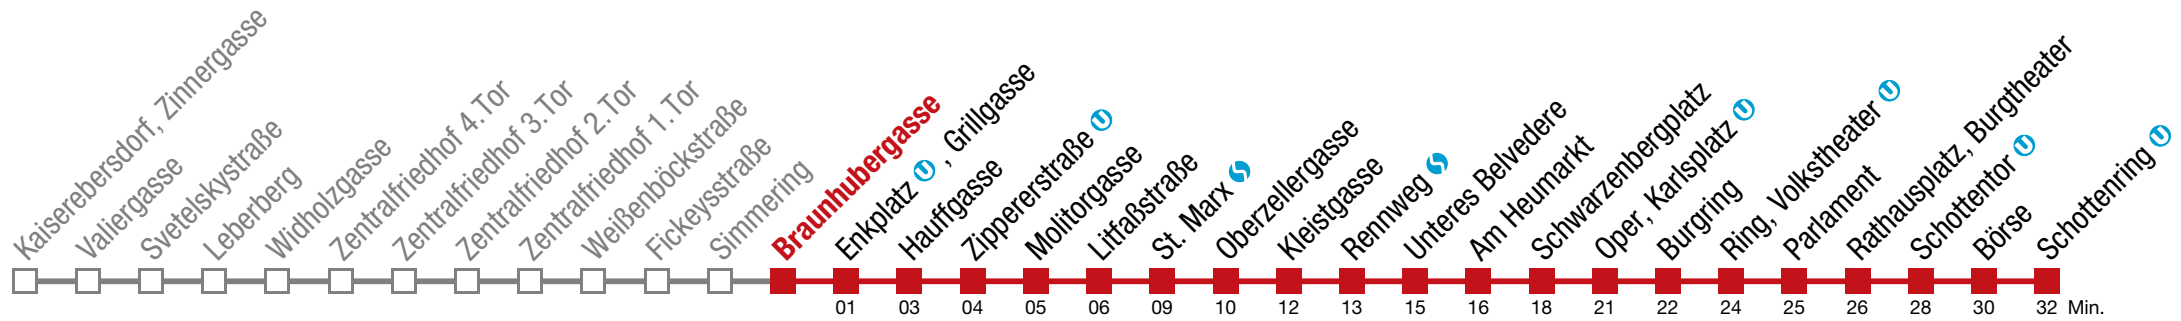 Kaiserebersdorf, Zinnergasse
Valiergasse
Svetelskystraße
Leberberg
Widholzgasse
Zentralfriedhof 4.Tor
Zentralfriedhof 3.Tor
Zentralfriedhof 2.Tor
Zentralfriedhof 1.Tor
Weißenböckstraße
Fickeysstraße
Simmering
Braunhubergasse
Enkplatz U , Grillgasse
Hauffgasse
Zippererstraße U
Molitorgasse
Litfaßstraße
St. Marx S
Oberzellergasse
Kleistgasse
Rennweg S
Unteres Belvedere
Am Heumarkt
Schwarzenbergplatz
Oper, Karlsplatz U
Burgring
Ring, Volkstheater U
Parlament
Rathausplatz, Burgtheater
Schottentor U
Börse
Schottenring U
01 03 04 05 06 09 10 12 13 15 16 18 21 22 24 25 26 28 30 32 Min.